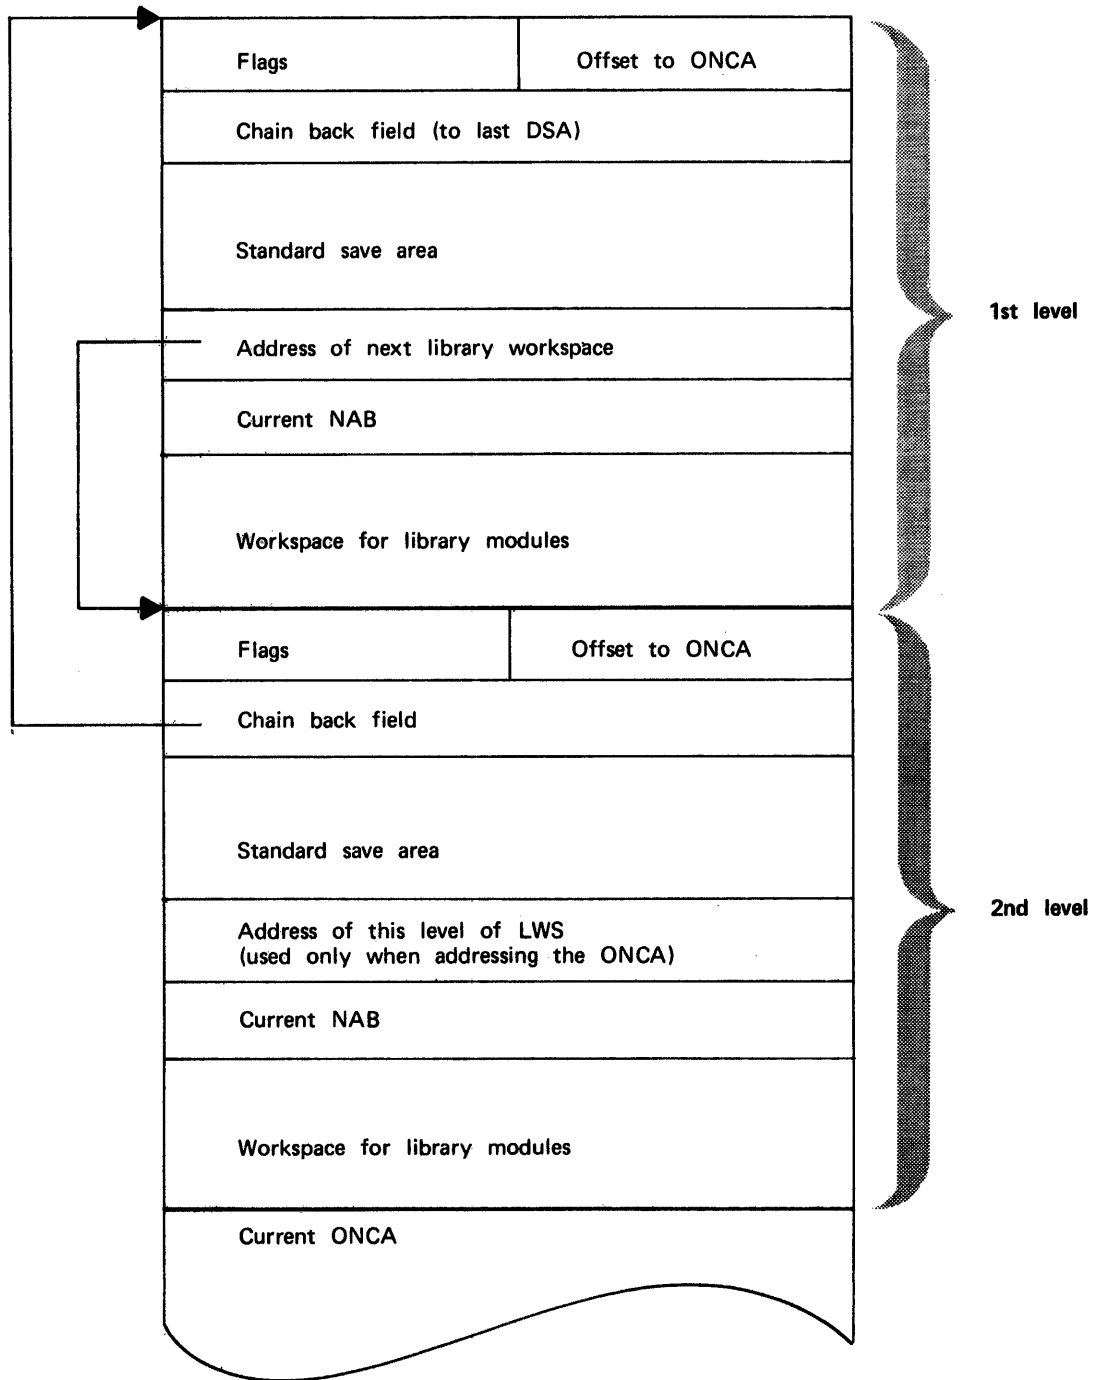 Flags
Offset to ONCA
Chain back field (to last DSA)
Standard save area
Address of next library workspace
Current NAB
Workspace for library modules
1st level
Flags
Offset to ONCA
Chain back field
Standard save area
Address of this level of LWS
(used only when addressing the ONCA)
Current NAB
Workspace for library modules
2nd level
Current ONCA